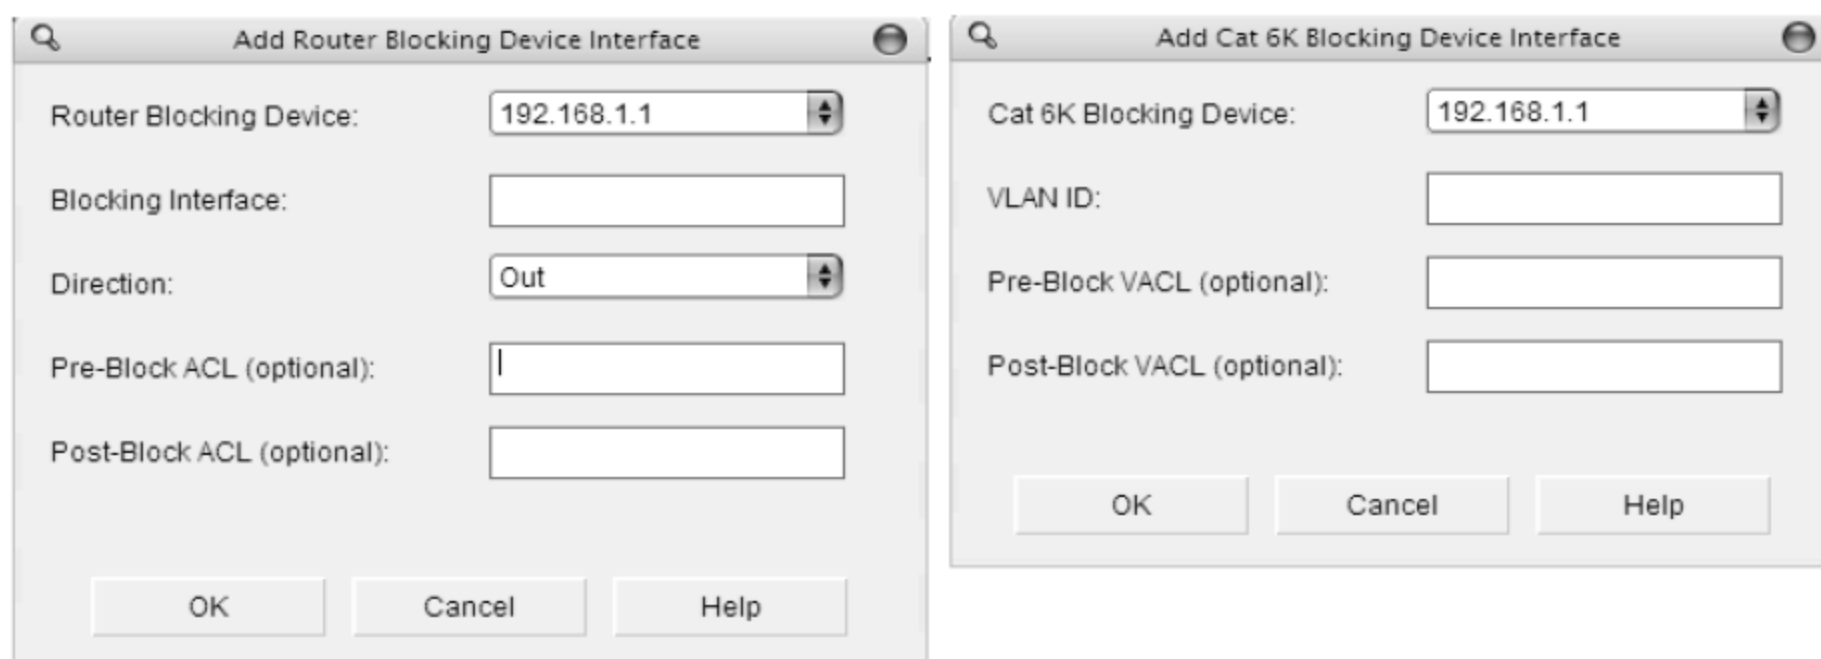 Add Router Blocking Device Interface
Router Blocking Device: 192.168.1.1
Blocking Interface:
Direction: Out
Pre-Block ACL (optional):
Post-Block ACL (optional):
OK Cancel Help
Add Cat 6K Blocking Device Interface
Cat 6K Blocking Device: 192.168.1.1
VLAN ID:
Pre-Block VACL (optional):
Post-Block VACL (optional):
OK Cancel Help